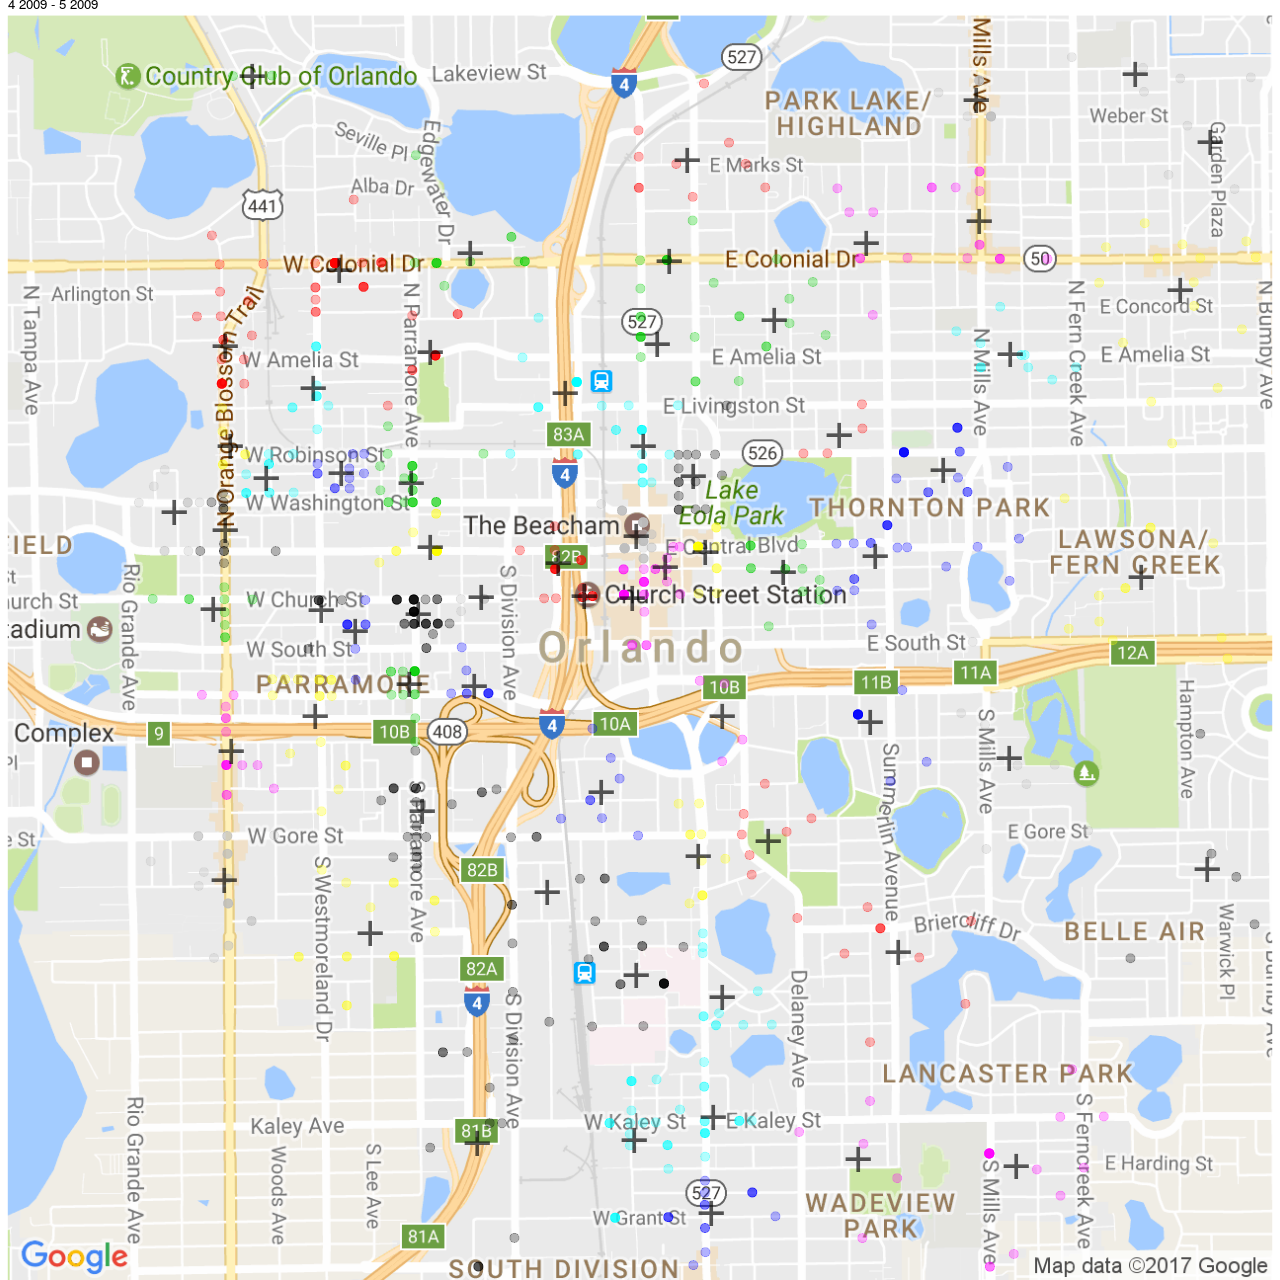 4 2009 - 5 2009
Country Club of Orlando
Lakeview St
4
527
Mills Ave
PARK LAKE/
HIGHLAND
Weber St
Garden Plaza
Seville Pl
Edgewater Dr
Alba Dr
E Marks St
441
W Colonial Dr
E Colonial Dr
50
N Tampa Ave
Arlington St
N Orange Blossom Trail
N Parramore Ave
527
N Mills Ave
N Fern Creek Ave
E Concord St
N Bumby Ave
W Amelia St
E Amelia St
E Amelia St
E Livingston St
83A
W Robinson St
4
526
W Washington St
Lake
Eola Park
THORNTON PARK
The Beacham
FIELD
82B
E Central Blvd
LAWSONA/
FERN CREEK
Rio Grande Ave
S Division Ave
W Church St
Church Street Station
urch St
tadium
Orlando
E South St
W South St
12A
11A
11B
10B
PARRAMORE
Complex
9
10B
408
4
10A
Hampton Ave
S Mills Ave
Summerlin Avenue
S Parramore Ave
e St
W Gore St
E Gore St
82B
S Westmoreland Dr
Briercliff Dr
BELLE AIR
Warwick Pl
S Bumby Ave
82A
4
S Division Ave
Delaney Ave
LANCASTER PARK
Rio Grande Ave
Kaley Ave
81B
W Kaley St
E Kaley St
S Ferncreek Ave
Woods Ave
S Lee Ave
S Mills Ave
E Harding St
527
W Grant St
WADEVIEW
PARK
81A
Google
SOUTH DIVISION
Map data ©2017 Google